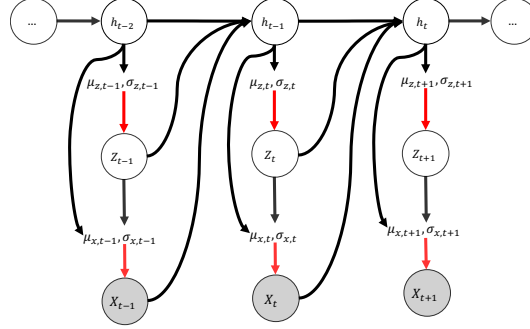 ... h_{t-2} h_{t-1} h_t ...
μ_{z,t-1}, σ_{z,t-1} μ_{z,t}, σ_{z,t} μ_{z,t+1}, σ_{z,t+1}
Z_{t-1} Z_t Z_{t+1}
μ_{x,t-1}, σ_{x,t-1} μ_{x,t}, σ_{x,t} μ_{x,t+1}, σ_{x,t+1}
X_{t-1} X_t X_{t+1}